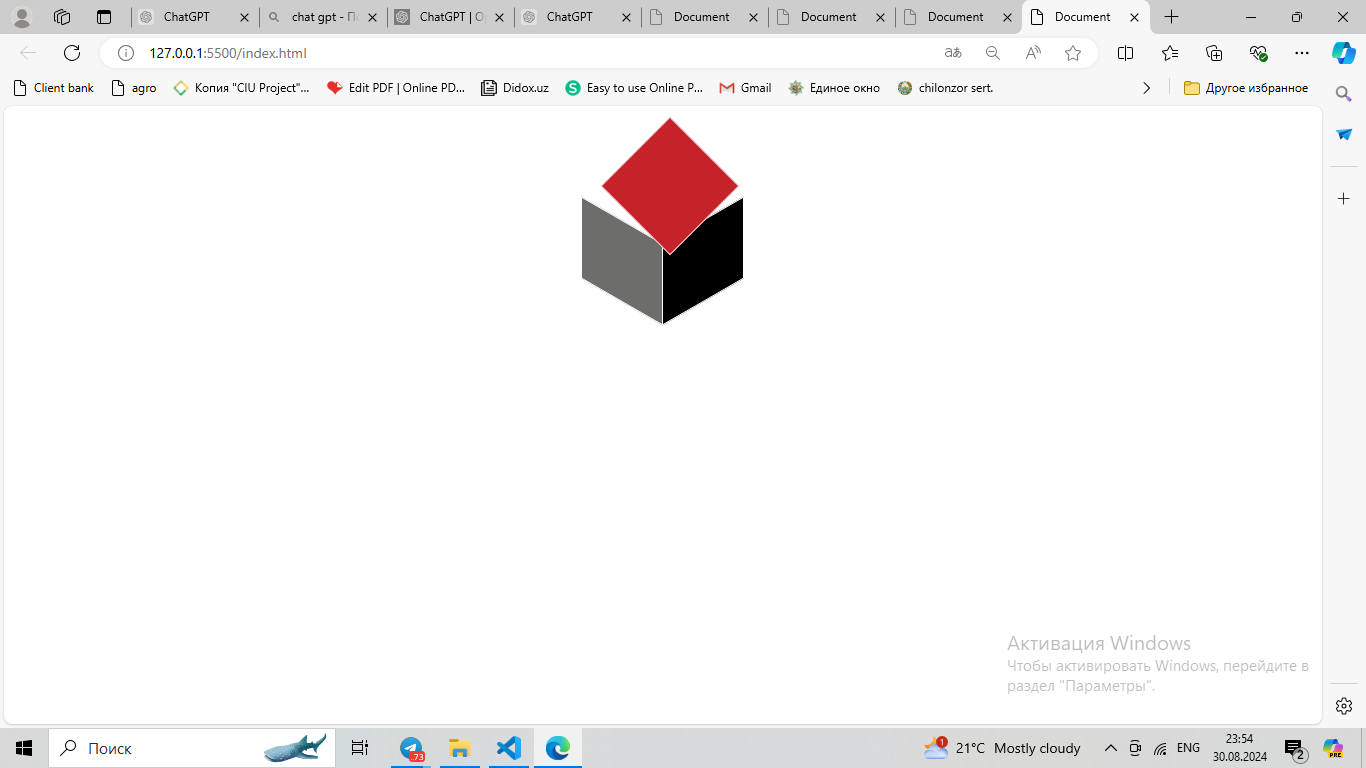 ChatGPT
chat gpt - По
ChatGPT | O
ChatGPT
Document
Document
Document
Document
127.0.0.1:5500/index.html
Client bank
agro
Копия "CIU Project"...
Edit PDF | Online PD...
Didox.uz
Easy to use Online P...
Gmail
Единое окно
chilonzor sert.
Другое избранное
Активация Windows
Чтобы активировать Windows, перейдите в
раздел "Параметры".
Поиск
73
1
21°C Mostly cloudy
ENG
23:54
30.08.2024
2
PRE